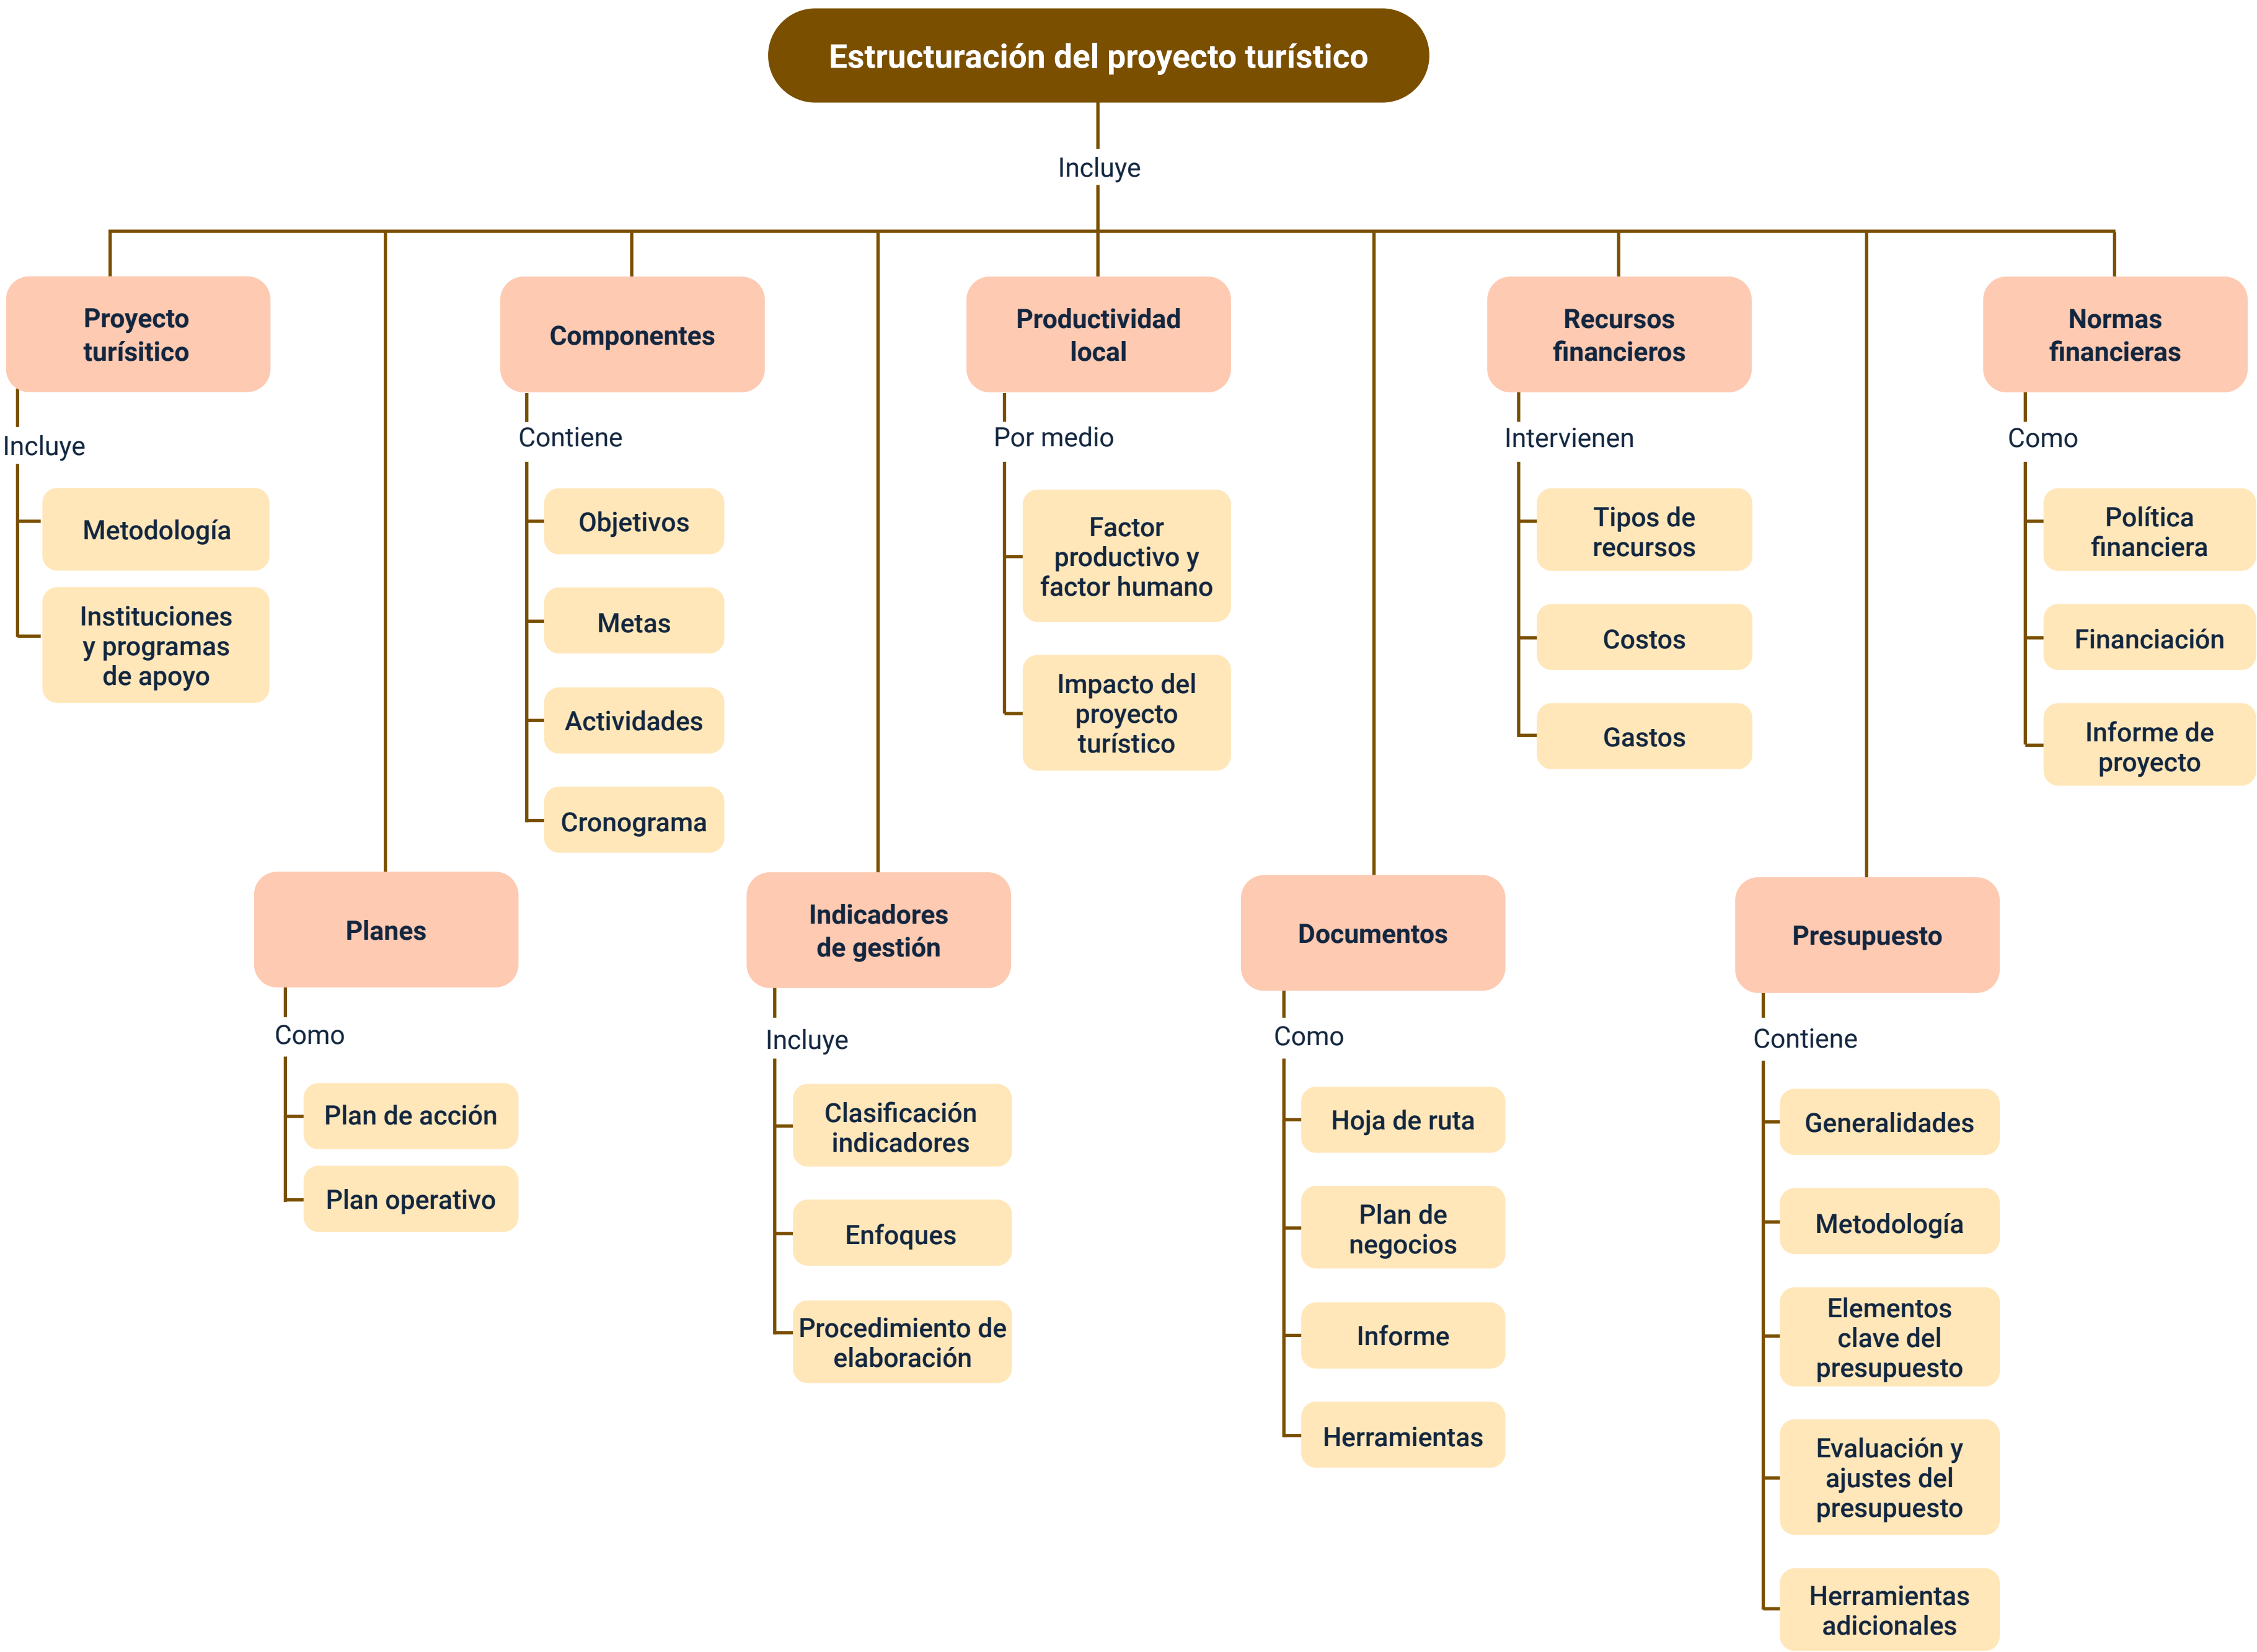 Estructuración del proyecto turístico
Incluye
Proyecto
turísitico
Incluye
Metodología
Instituciones
y programas
de apoyo
Planes
Como
Plan de acción
Plan operativo
Componentes
Contiene
Objetivos
Metas
Actividades
Cronograma
Indicadores
de gestión
Incluye
Clasificación
indicadores
Enfoques
Procedimiento de
elaboración
Productividad
local
Por medio
Factor
productivo y
factor humano
Impacto del
proyecto
turístico
Documentos
Como
Hoja de ruta
Plan de
negocios
Informe
Herramientas
Recursos
financieros
Intervienen
Tipos de
recursos
Costos
Gastos
Presupuesto
Contiene
Generalidades
Metodología
Elementos
clave del
presupuesto
Evaluación y
ajustes del
presupuesto
Herramientas
adicionales
Normas
financieras
Como
Política
financiera
Financiación
Informe de
proyecto